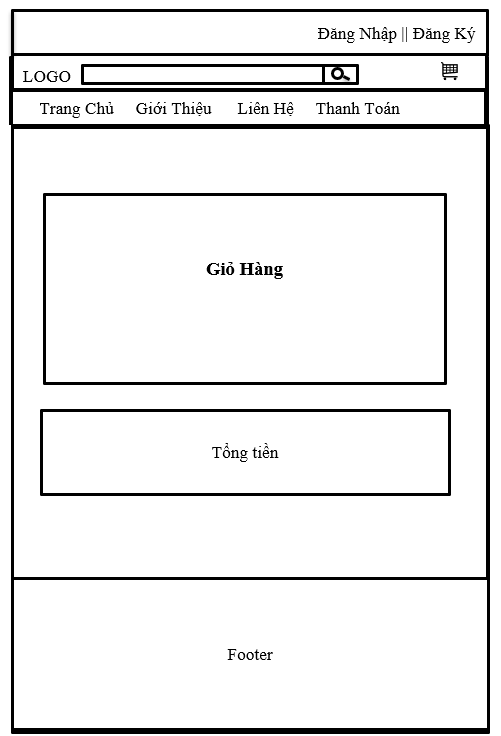 Đăng Nhập || Đăng Ký
LOGO
Trang Chủ Giới Thiệu Liên Hệ Thanh Toán
Giỏ Hàng
Tổng tiền
Footer